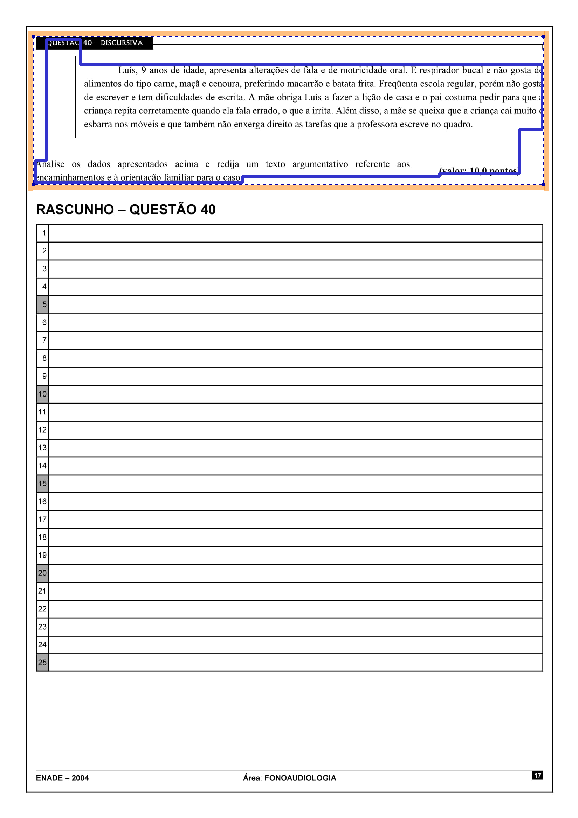 QUESTÃO 40 DISCURSIVA
Luis, 9 anos de idade, apresenta alterações de fala e de motricidade oral. É respirador bucal e não gosta de
alimentos do tipo carne, maçã e cenoura, preferindo macarrão e batata frita. Freqüenta escola regular, porém não gosta
de escrever e tem dificuldades de escrita. A mãe obriga Luis a fazer a lição de casa e o pai costuma pedir para que a
criança repita corretamente quando ela fala errado, o que a irrita. Além disso, a mãe se queixa que a criança cai muito e
esbarra nos móveis e que também não enxerga direito as tarefas que a professora escreve no quadro.
Analise os dados apresentados acima e redija um texto argumentativo referente aos
encaminhamentos e à orientação familiar para o caso.
(valor: 10,0 pontos)
RASCUNHO – QUESTÃO 40
1
2
3
4
5
6
7
8
9
10
11
12
13
14
15
16
17
18
19
20
21
22
23
24
25
ENADE – 2004 Área: FONOAUDIOLOGIA 17